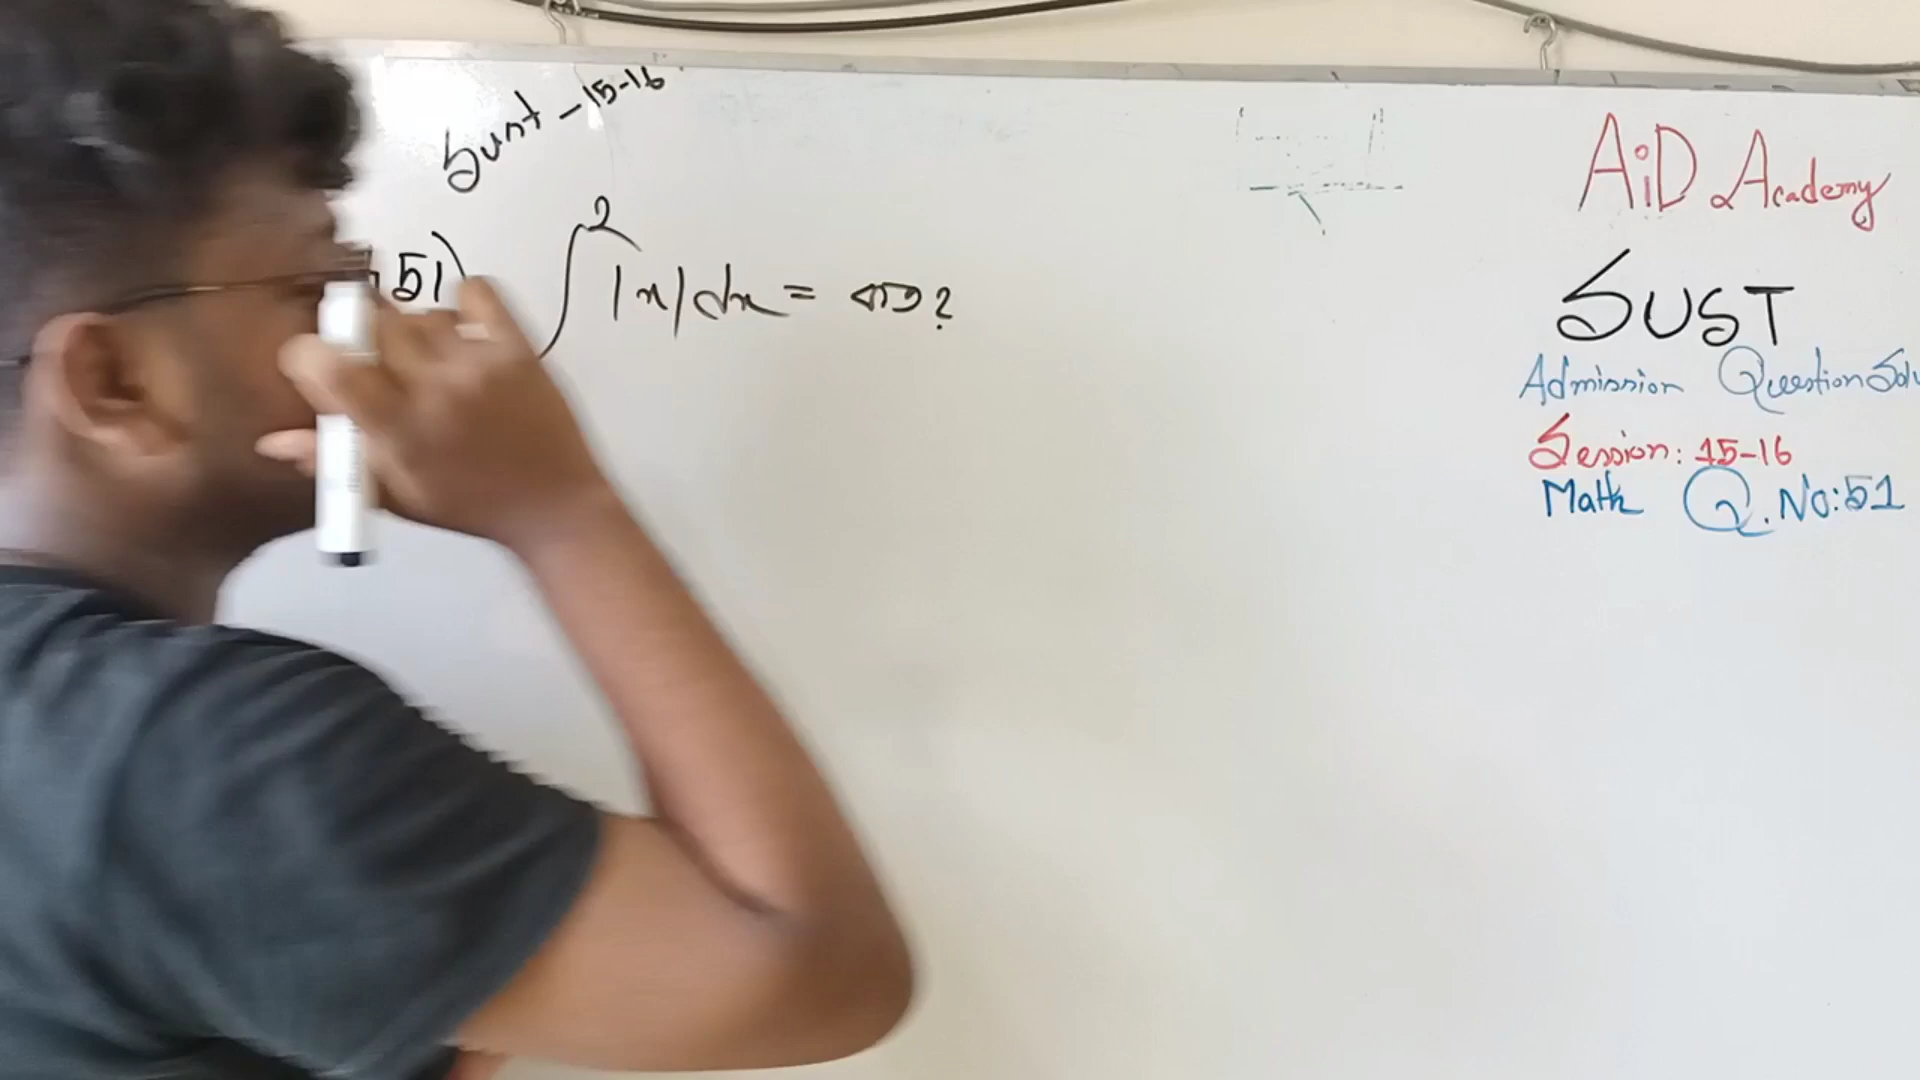 Sust - 15-16
51)
∫² |x| dx = কত?
AiD Academy
SUST
Admission Question
Session: 15-16
Math Q. No: 51